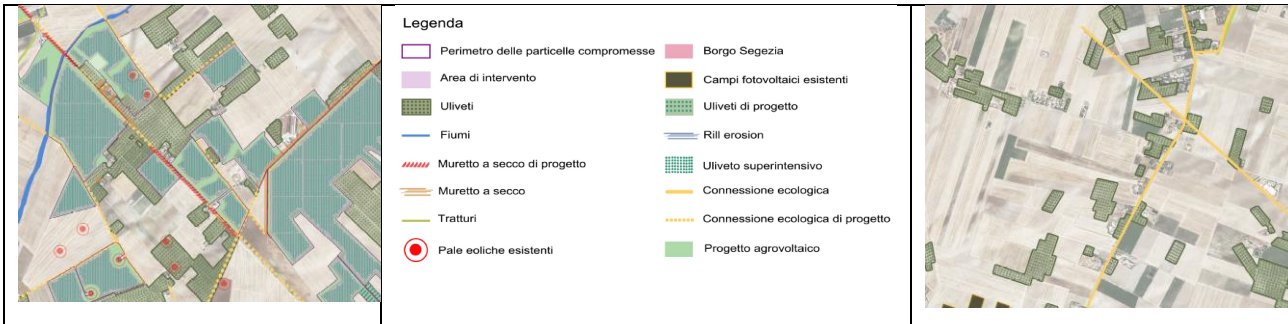 Legenda
Perimetro delle particelle compromesse
Area di intervento
Uliveti
Fiumi
Muretto a secco di progetto
Muretto a secco
Tratturi
Pale eoliche esistenti
Borgo Segezia
Campi fotovoltaici esistenti
Uliveti di progetto
Rill erosion
Uliveto superintensivo
Connessione ecologica
Connessione ecologica di progetto
Progetto agrovoltaico